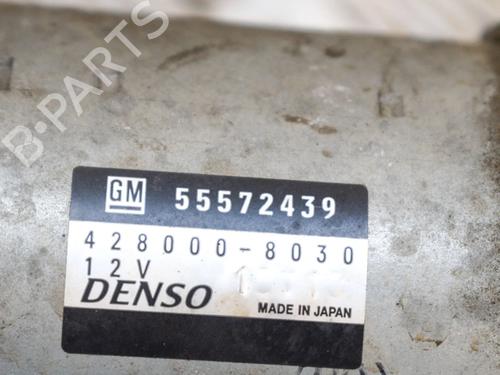 B-PARTS
GM 55572439
428000-8030
12V
DENSO MADE IN JAPAN